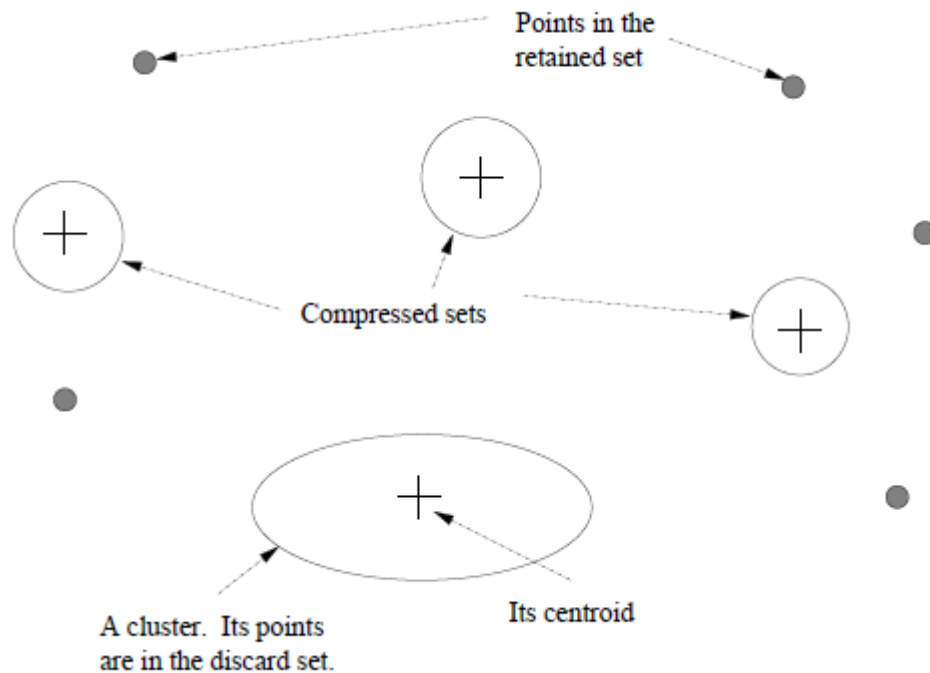 Points in the
retained set
Compressed sets
Its centroid
A cluster. Its points
are in the discard set.